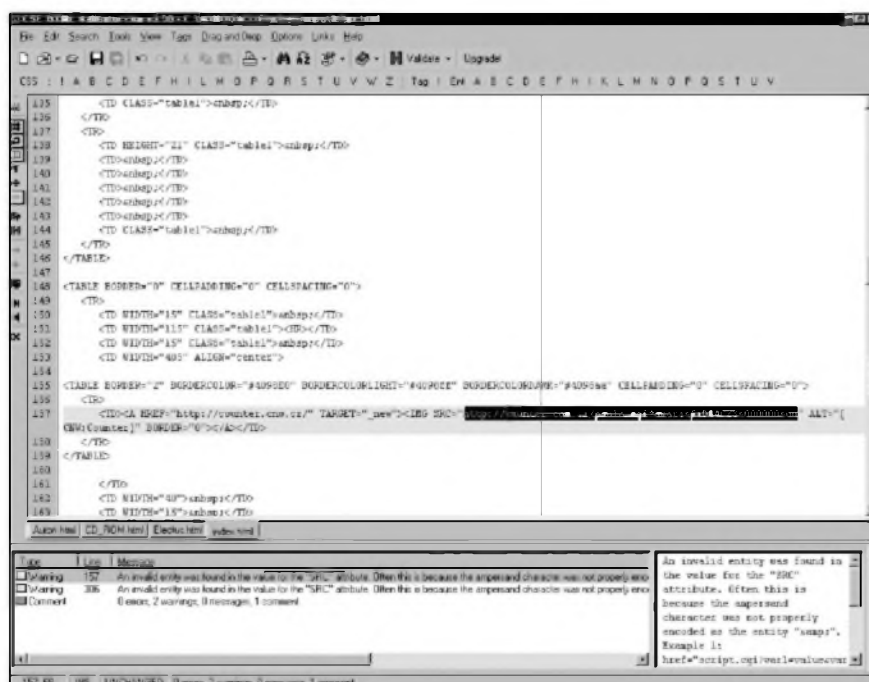 File Edit Search Tools View Tags Drag and Drop Options Links Help
Validate Upgrade!
CSS : ! A B C D E F H I L M O P Q R S T U V W Z Tag ! Ent A B C D E F H I K L M N O P Q S T U V
135 <TD CLASS="table1">&nbsp;</TD>
136 </TR>
137 <TR>
138 <TD HEIGHT="21" CLASS="table1">&nbsp;</TD>
139 <TD>&nbsp;</TD>
140 <TD>&nbsp;</TD>
141 <TD>&nbsp;</TD>
142 <TD>&nbsp;</TD>
143 <TD>&nbsp;</TD>
144 <TD CLASS="table1">&nbsp;</TD>
145 </TR>
146 </TABLE>
147
148 <TABLE BORDER="0" CELLPADDING="0" CELLSPACING="0">
149 <TR>
150 <TD WIDTH="15" CLASS="table1">&nbsp;</TD>
151 <TD WIDTH="115" CLASS="table1"><HR></TD>
152 <TD WIDTH="15" CLASS="table1">&nbsp;</TD>
153 <TD WIDTH="405" ALIGN="center">
154
155 <TABLE BORDER="2" BORDERCOLOR="#4098E0" BORDERCOLORLIGHT="#4098ff" CELLPADDING="0" CELLSPACING="0">
156 <TR>
157 <TD><A HREF="http://counter.cnw.cz/" TARGET="_new"><IMG SRC=" ALT="[
CNW:Counter]" BORDER="0"></A></TD>
158 </TR>
159 </TABLE>
160
161 </TD>
162 <TD WIDTH="40">&nbsp;</TD>
163 <TD WIDTH="15">&nbsp;</TD>
Auron.html CD_ROM.html Electus.html index.html
Type Line Message
Warning 157 An invalid entity was found in the value for the "SRC" attribute. Often this is because the ampersand character was not properly enco
Warning 306 An invalid entity was found in the value for the "SRC" attribute. Often this is because the ampersand character was not properly enco
Comment 0 errors, 2 warnings, 0 messages, 1 comment
An invalid entity was found in
the value for the "SRC"
attribute. Often this is
because the ampersand
character was not properly
encoded as the entity "&amp;".
Example 1: